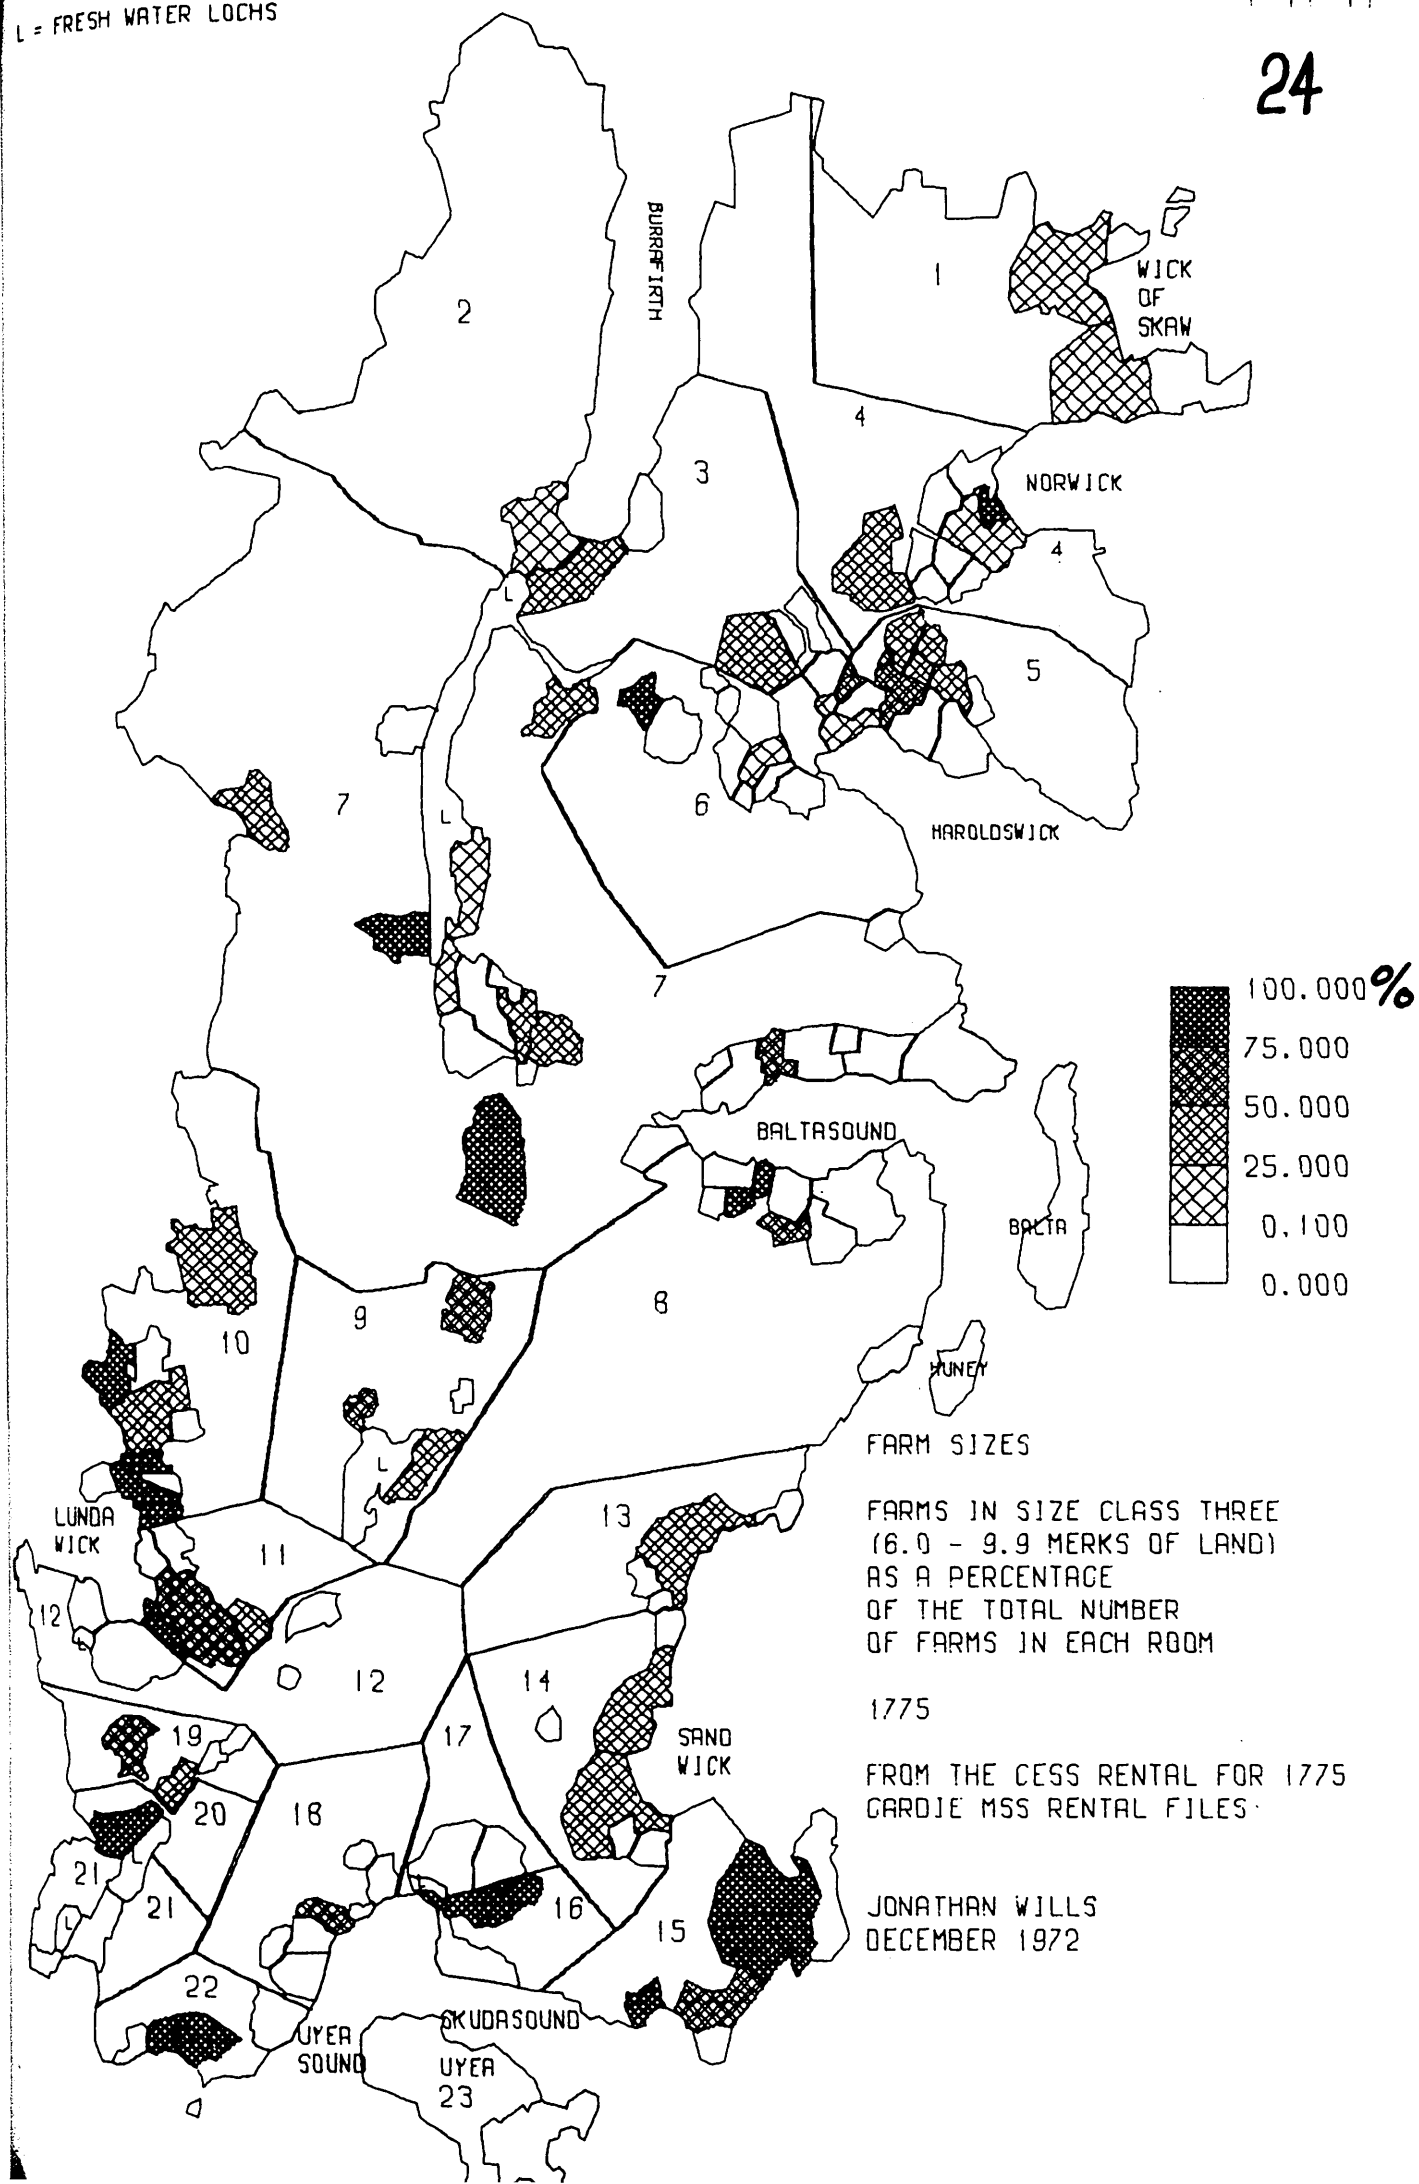 L = FRESH WATER LOCHS
24
BURRAFIRTH
1
2
WICK
OF
SKAW
4
3
NORWICK
4
L
5
7
6
L
HAROLDSWICK
7
100.000%
75.000
50.000
25.000
0.100
0.000
BALTASOUND
BALTA
8
9
10
HUNEY
FARM SIZES
L
13
FARMS IN SIZE CLASS THREE
(6.0 - 9.9 MERKS OF LAND)
AS A PERCENTAGE
OF THE TOTAL NUMBER
OF FARMS IN EACH ROOM
LUNDA
WICK
11
12
L
12
14
1775
19
17
SAND
WICK
FROM THE CESS RENTAL FOR 1775
GARDIE MSS RENTAL FILES
20
18
L
21
L
21
L
16
15
JONATHAN WILLS
DECEMBER 1972
22
SKUDASOUND
UYEA
SOUND
UYEA
23